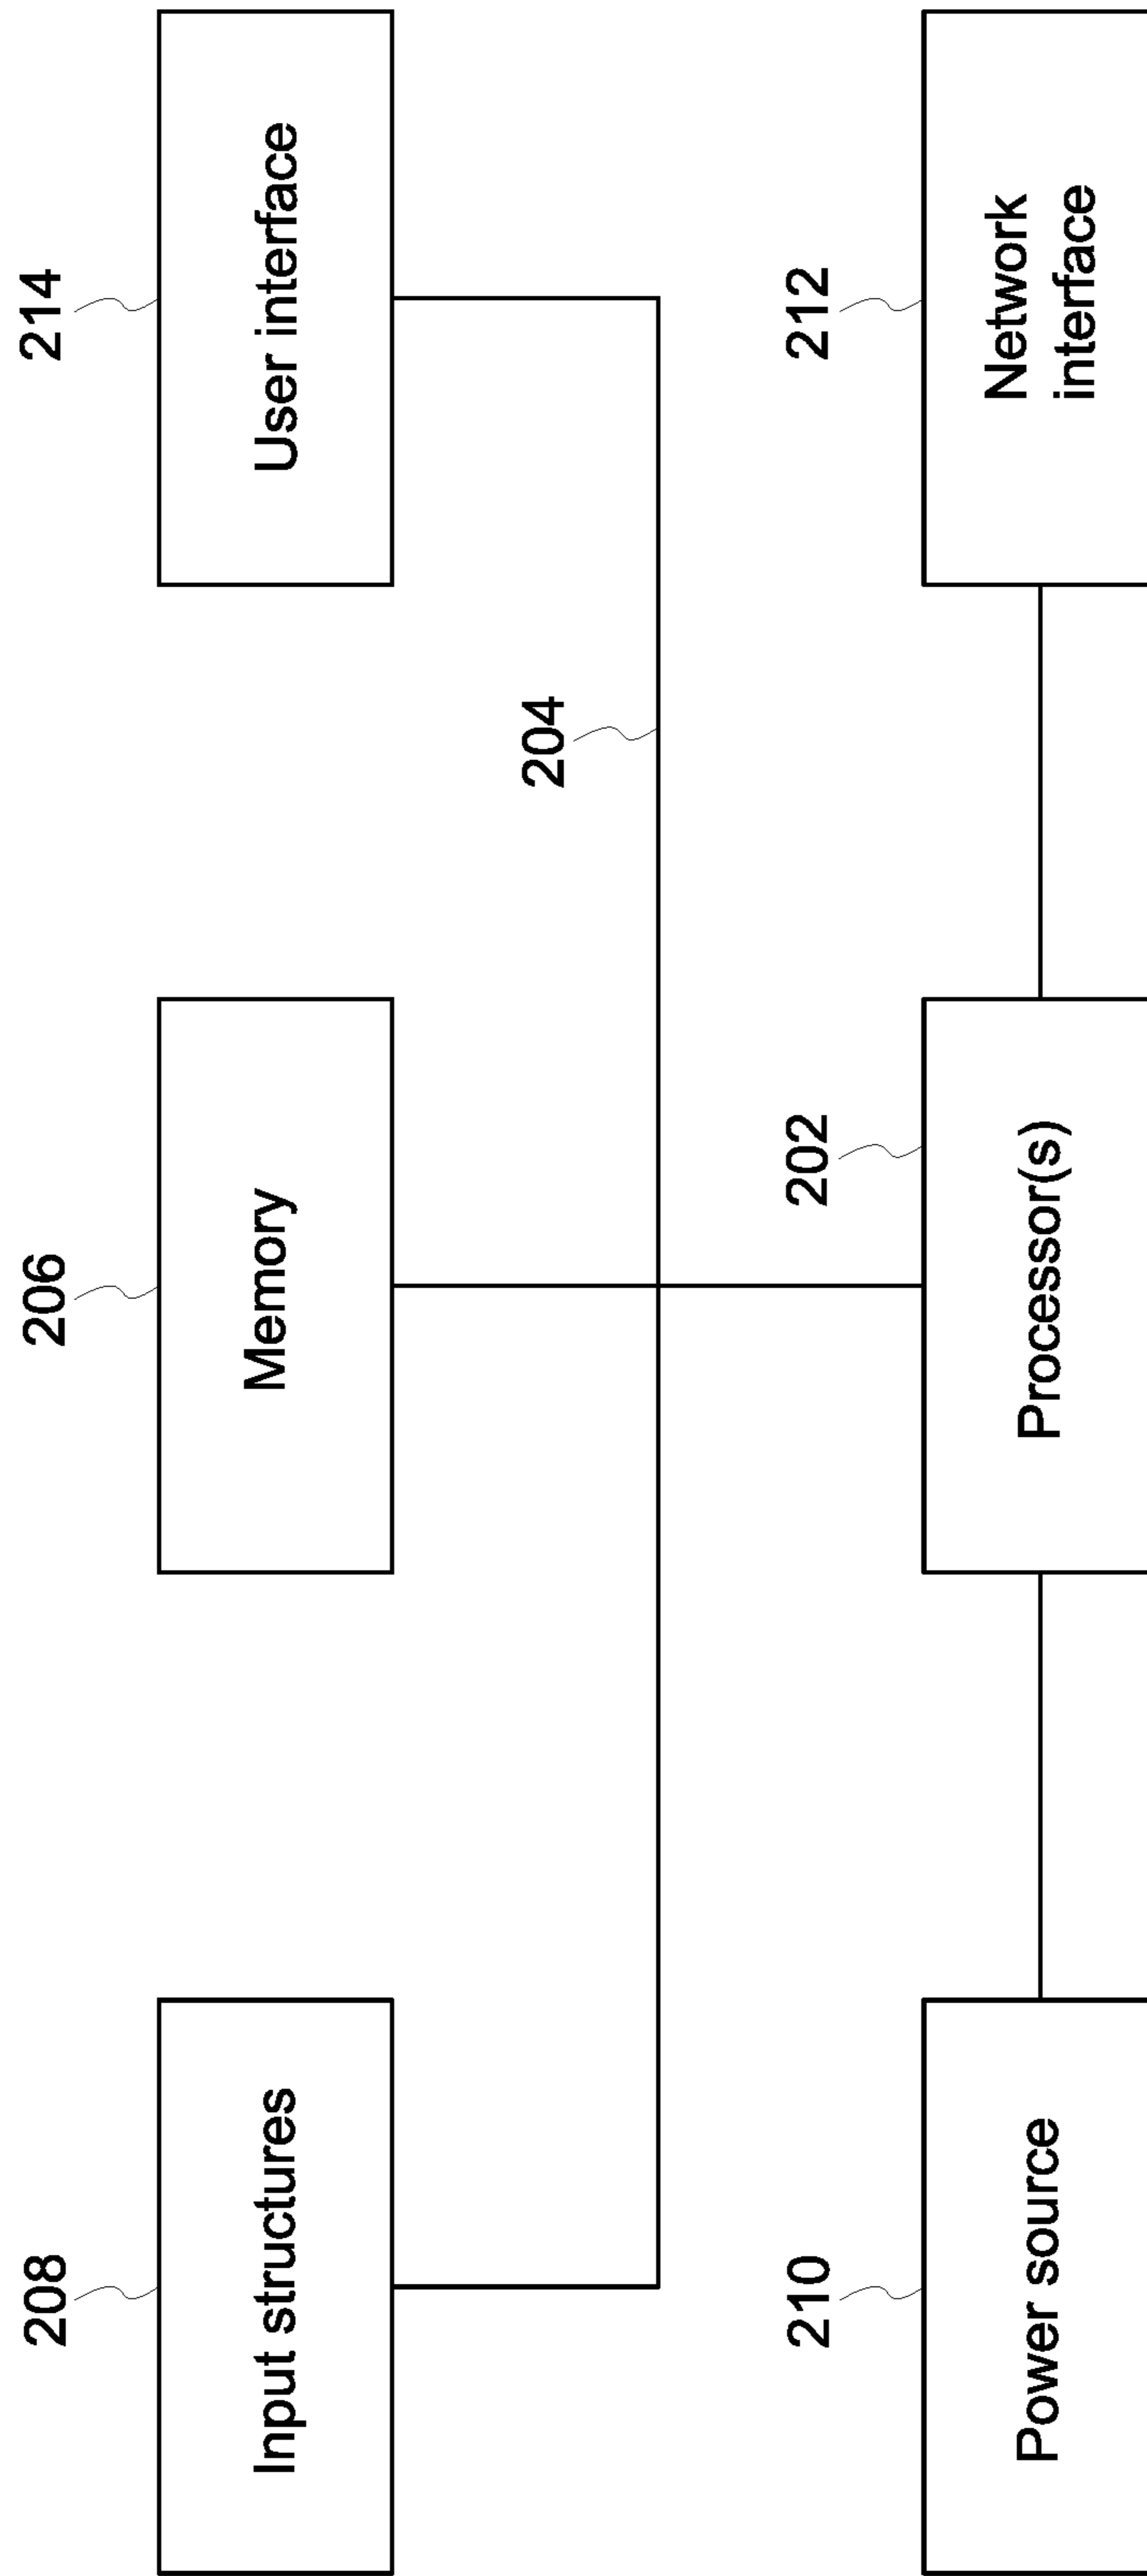 208
206
214
Input structures
Memory
User interface
204
210
202
212
Power source
Processor(s)
Network
interface